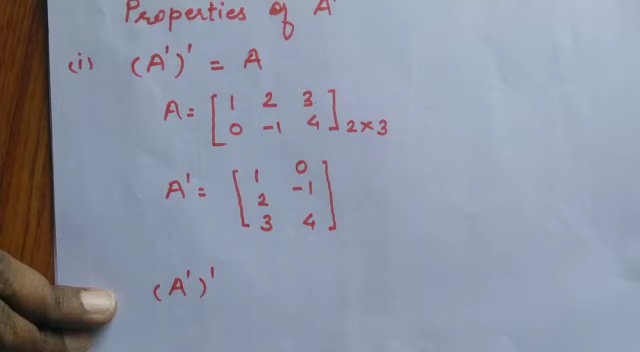 Properties of A'
(i) (A')' = A
A = [ 1 2 3
0 -1 4 ] 2×3
A' = [ 1 0
2 -1
3 4 ]
(A')'